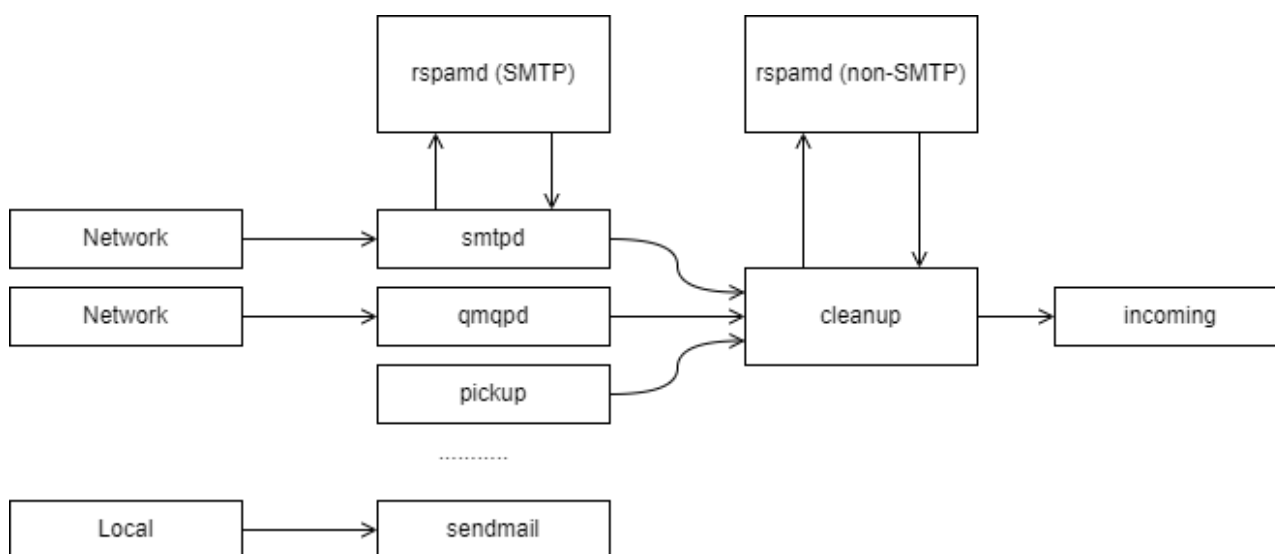 rspamd (SMTP)
rspamd (non-SMTP)
Network
smtpd
Network
qmqpd
cleanup
incoming
pickup
...........
Local
sendmail